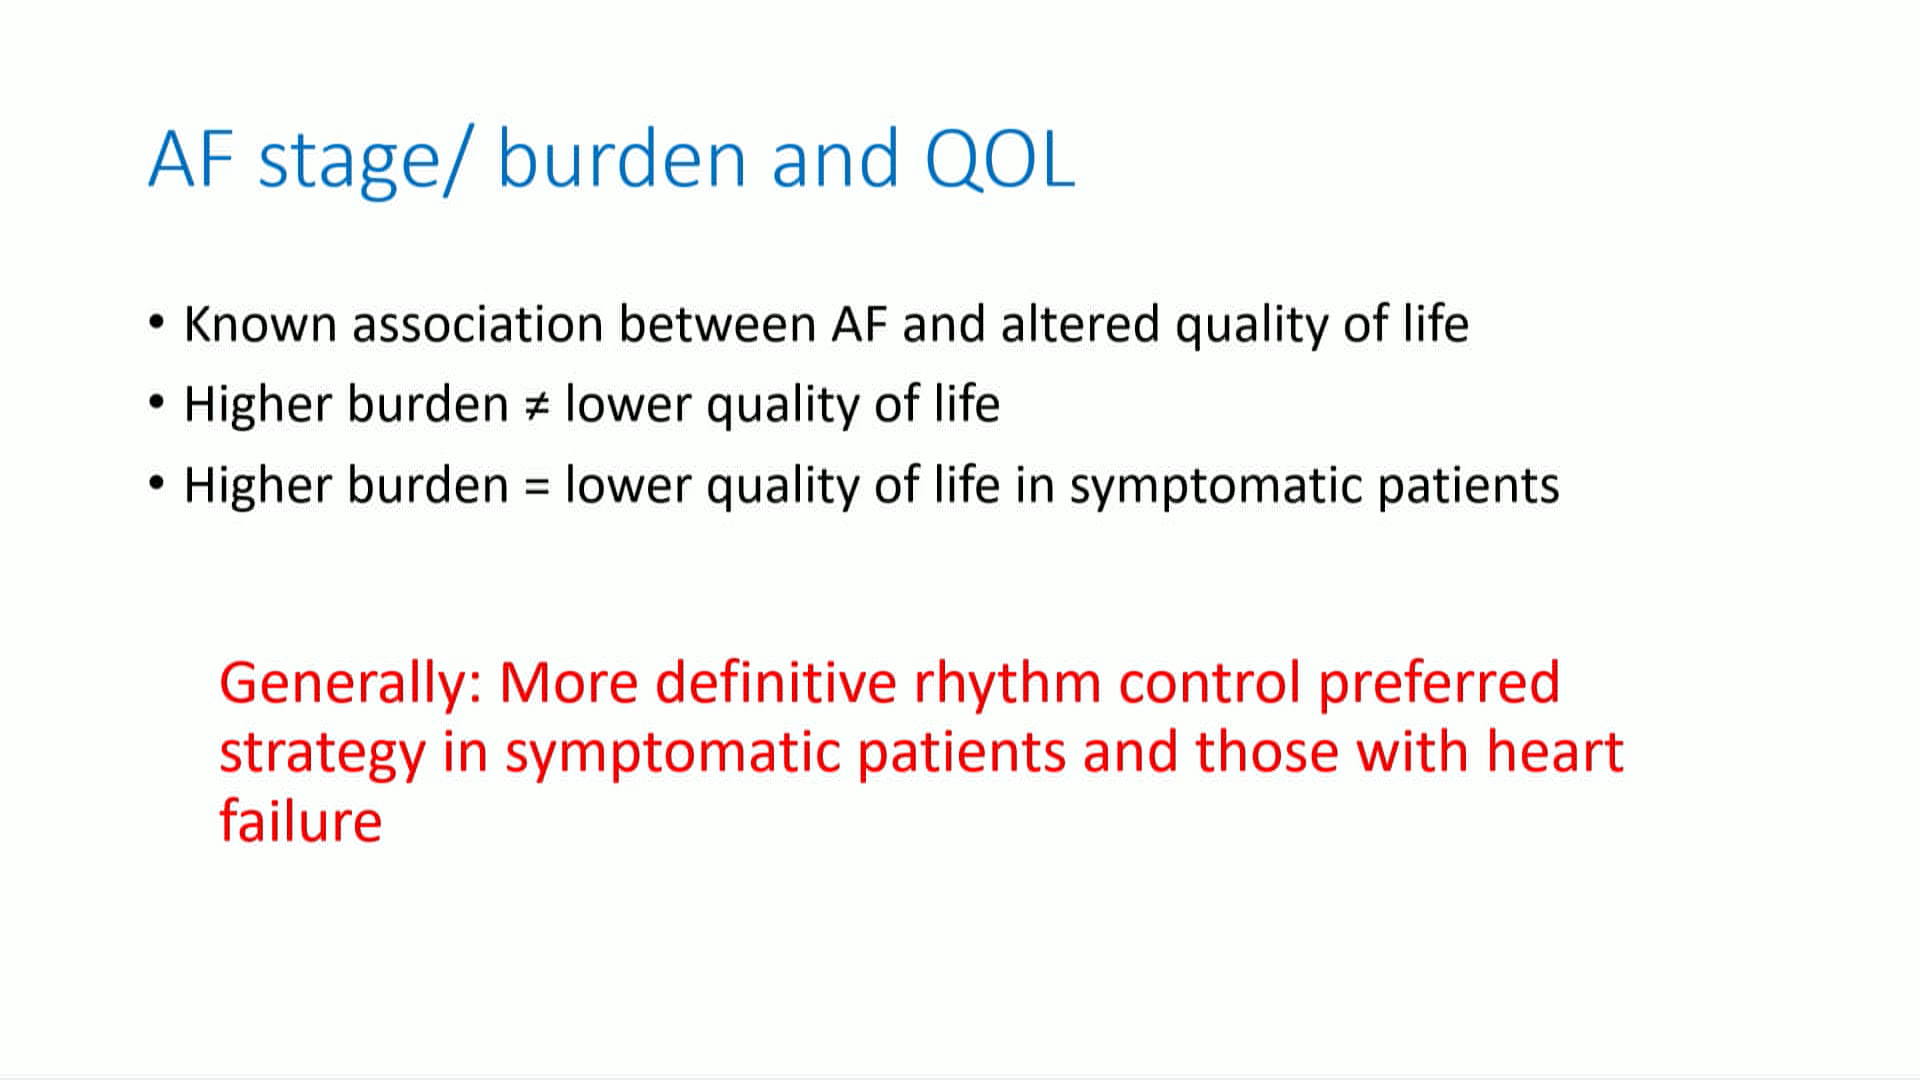 AF stage/ burden and QOL
• Known association between AF and altered quality of life
• Higher burden ≠ lower quality of life
• Higher burden = lower quality of life in symptomatic patients
Generally: More definitive rhythm control preferred
strategy in symptomatic patients and those with heart
failure